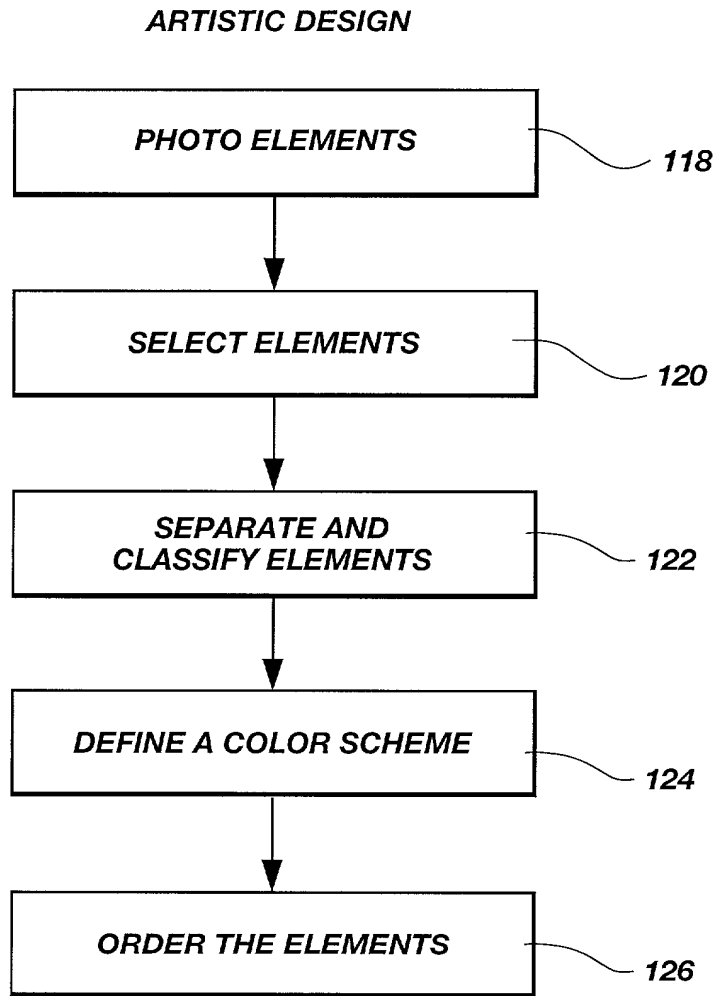 ARTISTIC DESIGN
PHOTO ELEMENTS
118
SELECT ELEMENTS
120
SEPARATE AND
CLASSIFY ELEMENTS
122
DEFINE A COLOR SCHEME
124
ORDER THE ELEMENTS
126